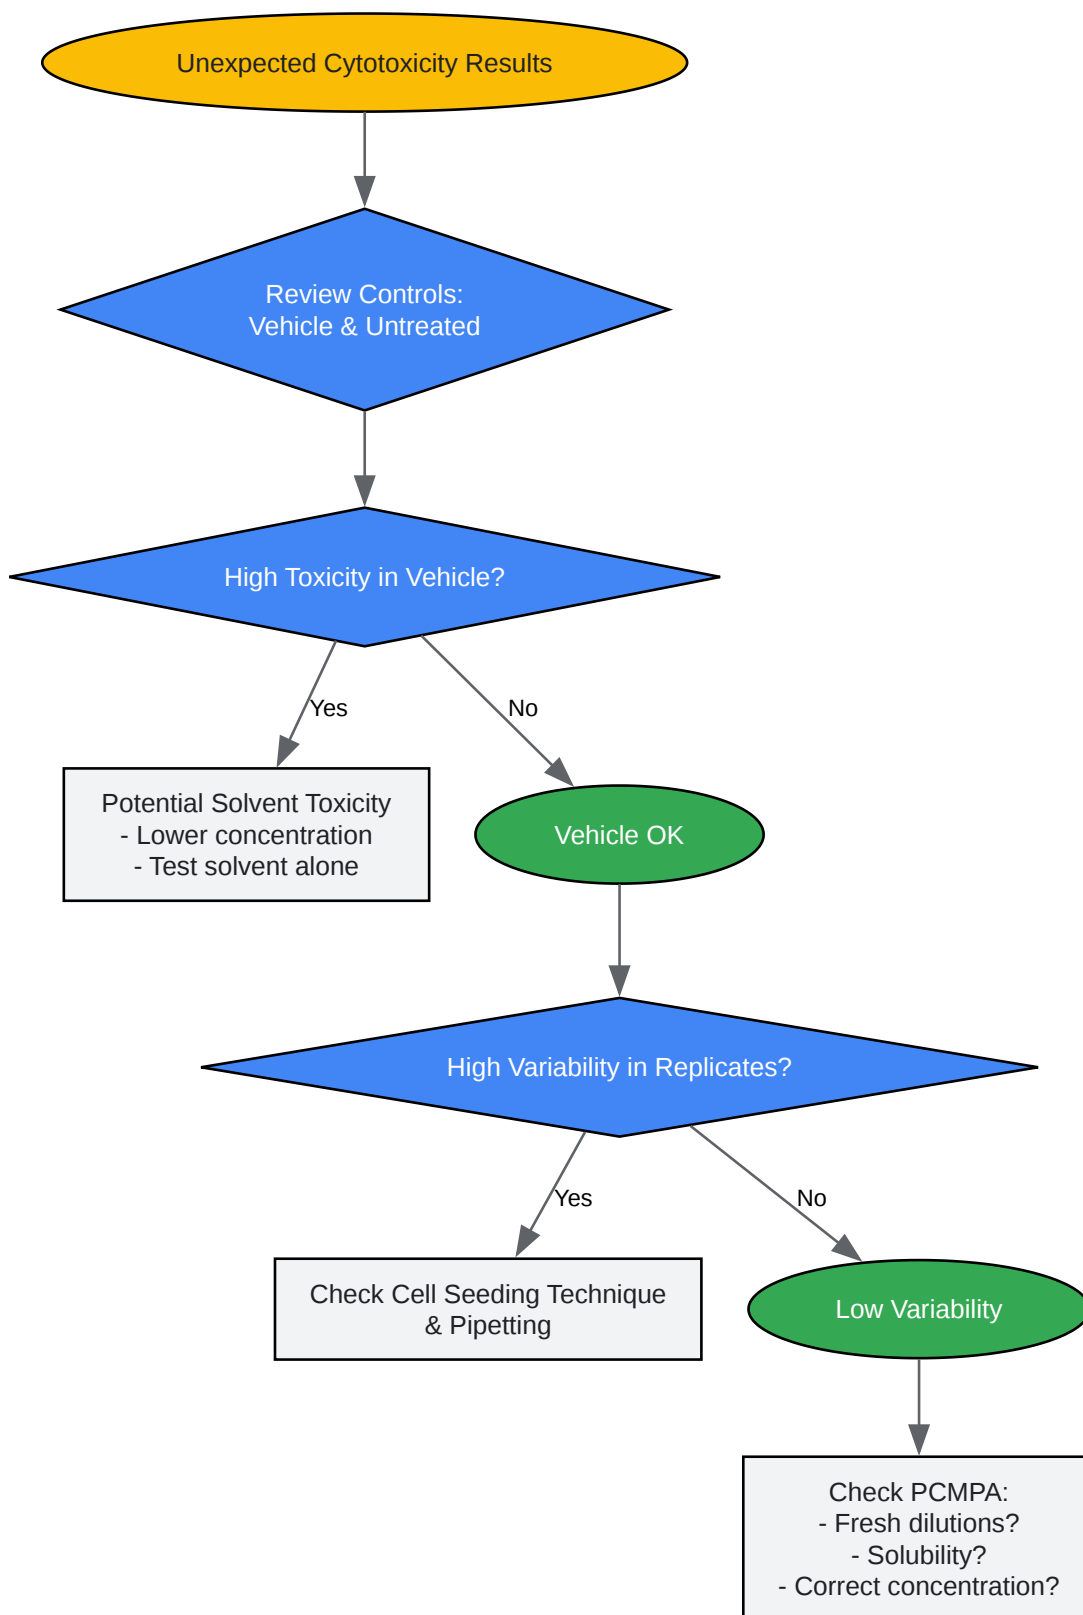 Unexpected Cytotoxicity Results
Review Controls:
Vehicle & Untreated
High Toxicity in Vehicle?
Yes
No
Potential Solvent Toxicity
- Lower concentration
- Test solvent alone
Vehicle OK
High Variability in Replicates?
Yes
No
Check Cell Seeding Technique
& Pipetting
Low Variability
Check PCMPA:
- Fresh dilutions?
- Solubility?
- Correct concentration?